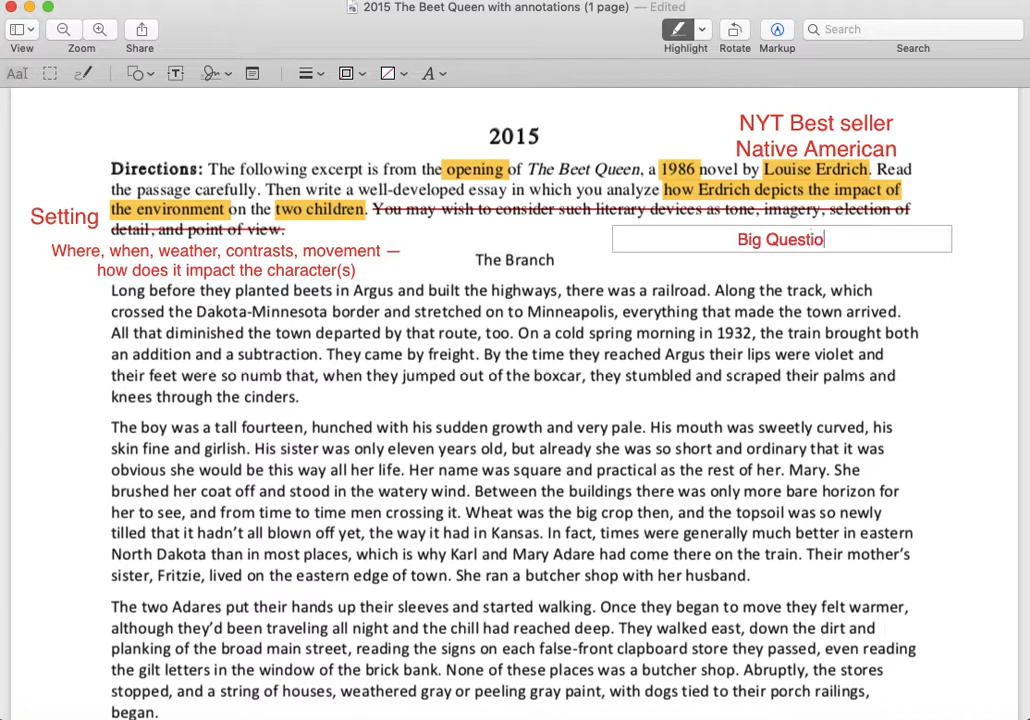 2015 The Beet Queen with annotations (1 page) — Edited
View
Zoom
Share
Highlight
Rotate
Markup
Search
Search
AaI
T
A
2015
NYT Best seller
Native American
Directions: The following excerpt is from the opening of The Beet Queen, a 1986 novel by Louise Erdrich. Read
the passage carefully. Then write a well-developed essay in which you analyze how Erdrich depicts the impact of
the environment on the two children. You may wish to consider such literary devices as tone, imagery, selection of
detail, and point of view.
Setting
Big Questio
Where, when, weather, contrasts, movement —
how does it impact the character(s)
The Branch
Long before they planted beets in Argus and built the highways, there was a railroad. Along the track, which
crossed the Dakota-Minnesota border and stretched on to Minneapolis, everything that made the town arrived.
All that diminished the town departed by that route, too. On a cold spring morning in 1932, the train brought both
an addition and a subtraction. They came by freight. By the time they reached Argus their lips were violet and
their feet were so numb that, when they jumped out of the boxcar, they stumbled and scraped their palms and
knees through the cinders.
The boy was a tall fourteen, hunched with his sudden growth and very pale. His mouth was sweetly curved, his
skin fine and girlish. His sister was only eleven years old, but already she was so short and ordinary that it was
obvious she would be this way all her life. Her name was square and practical as the rest of her. Mary. She
brushed her coat off and stood in the watery wind. Between the buildings there was only more bare horizon for
her to see, and from time to time men crossing it. Wheat was the big crop then, and the topsoil was so newly
tilled that it hadn't all blown off yet, the way it had in Kansas. In fact, times were generally much better in eastern
North Dakota than in most places, which is why Karl and Mary Adare had come there on the train. Their mother's
sister, Fritzie, lived on the eastern edge of town. She ran a butcher shop with her husband.
The two Adares put their hands up their sleeves and started walking. Once they began to move they felt warmer,
although they'd been traveling all night and the chill had reached deep. They walked east, down the dirt and
planking of the broad main street, reading the signs on each false-front clapboard store they passed, even reading
the gilt letters in the window of the brick bank. None of these places was a butcher shop. Abruptly, the stores
stopped, and a string of houses, weathered gray or peeling gray paint, with dogs tied to their porch railings,
began.